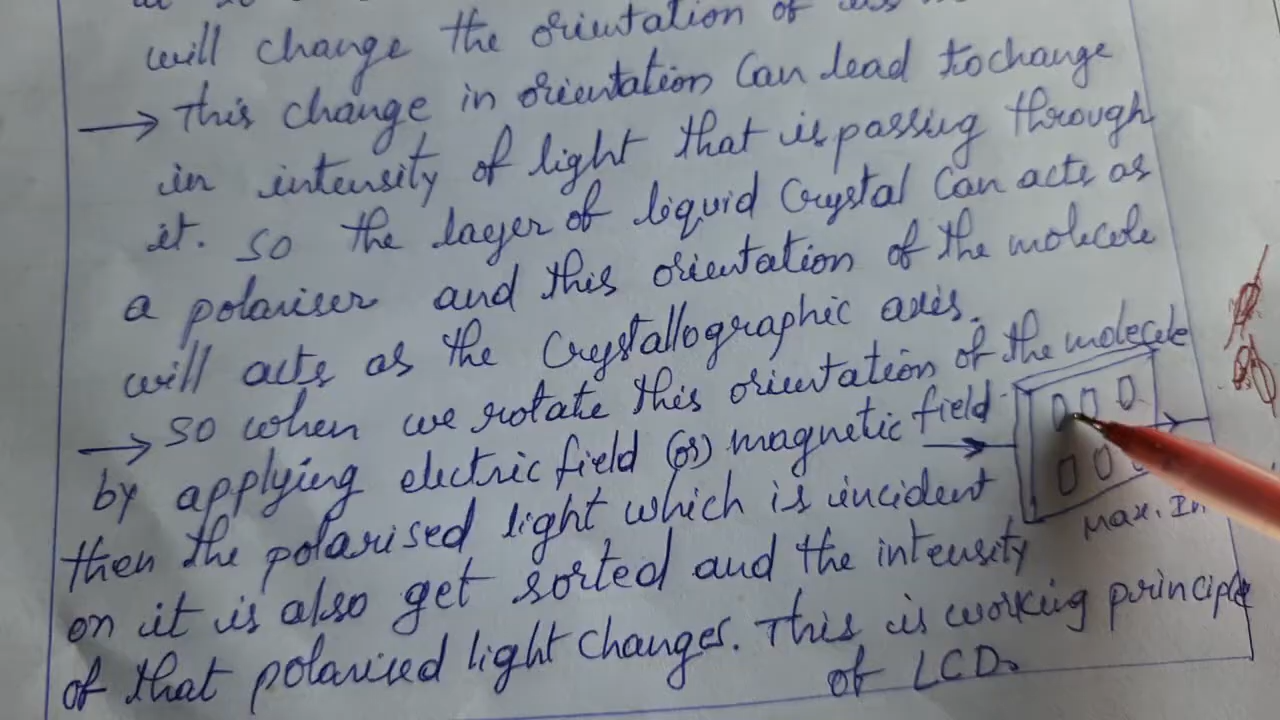 will change the orientation of
→ this change in orientation can lead to change
in intensity of light that is passing through
it. so the layer of liquid crystal can acts as
a polariser and this orientation of the molecule
will acts as the crystallographic axis.
→ so when we rotate this orientation of the molecule
by applying electric field (or) magnetic field
then the polarised light which is incident
on it is also get sorted and the intensity
of that polarised light changes. This is working principle
of LCDs
Max. In